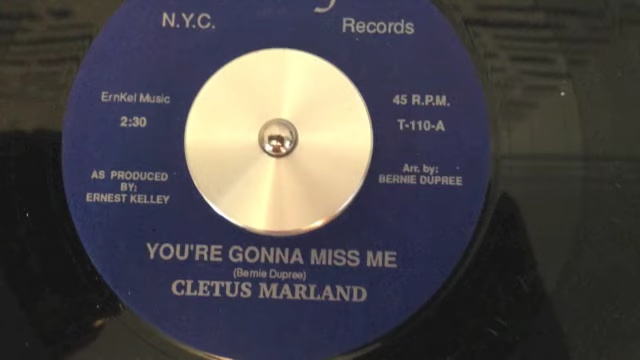 N.Y.C.
Records
ErnKel Music
2:30
45 R.P.M.
T-110-A
AS PRODUCED
BY:
ERNEST KELLEY
Arr. by:
BERNIE DUPREE
YOU'RE GONNA MISS ME
(Bernie Dupree)
CLETUS MARLAND